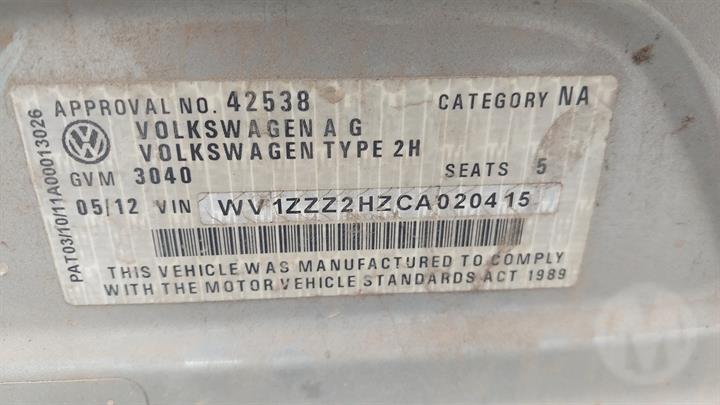 PAT03/10/11A00013026
APPROVAL NO. 42538 CATEGORY NA
VOLKSWAGEN A G
VOLKSWAGEN TYPE 2H
GVM 3040 SEATS 5
05/12 VIN WV1ZZZ2HZCA020415
THIS VEHICLE WAS MANUFACTURED TO COMPLY
WITH THE MOTOR VEHICLE STANDARDS ACT 1989
M